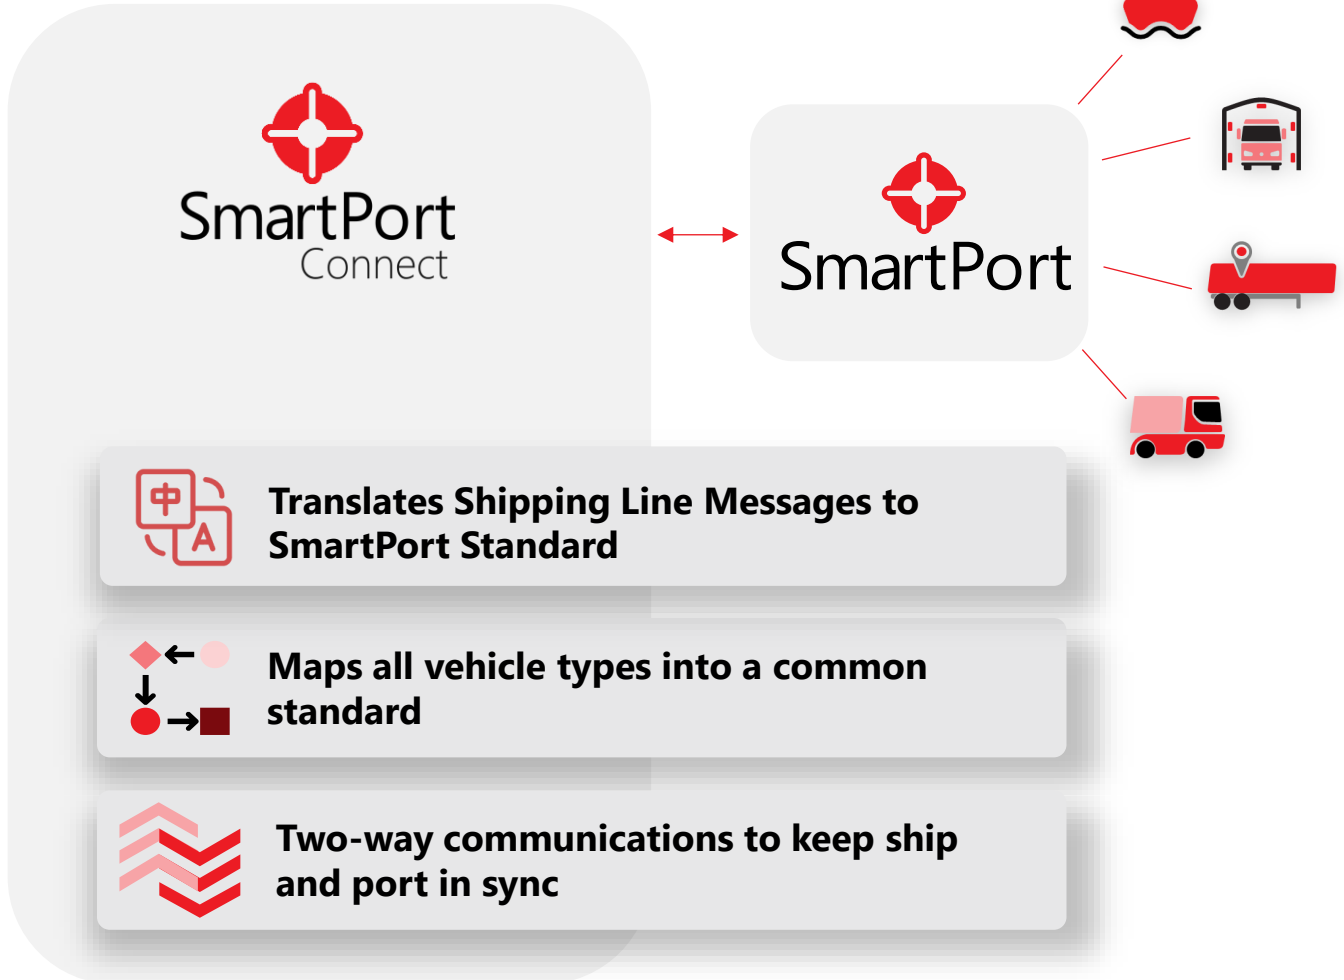 SmartPort
Connect
SmartPort
中
A
Translates Shipping Line Messages to
SmartPort Standard
Maps all vehicle types into a common
standard
Two-way communications to keep ship
and port in sync